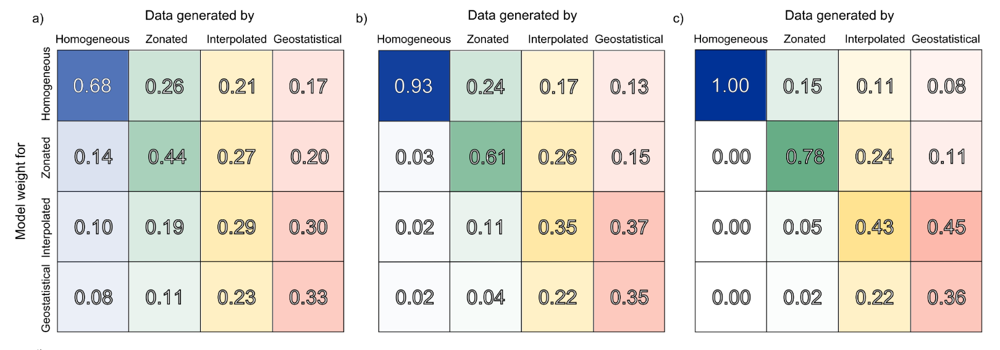 a) Data generated by b) Data generated by c) Data generated by
Homogeneous Zonated Interpolated Geostatistical Homogeneous Zonated Interpolated Geostatistical Homogeneous Zonated Interpolated Geostatistical
Model weight for
Homogeneous 0.68 0.26 0.21 0.17 0.93 0.24 0.17 0.13 1.00 0.15 0.11 0.08
Zonated 0.14 0.44 0.27 0.20 0.03 0.61 0.26 0.15 0.00 0.78 0.24 0.11
Interpolated 0.10 0.19 0.29 0.30 0.02 0.11 0.35 0.37 0.00 0.05 0.43 0.45
Geostatistical 0.08 0.11 0.23 0.33 0.02 0.04 0.22 0.35 0.00 0.02 0.22 0.36